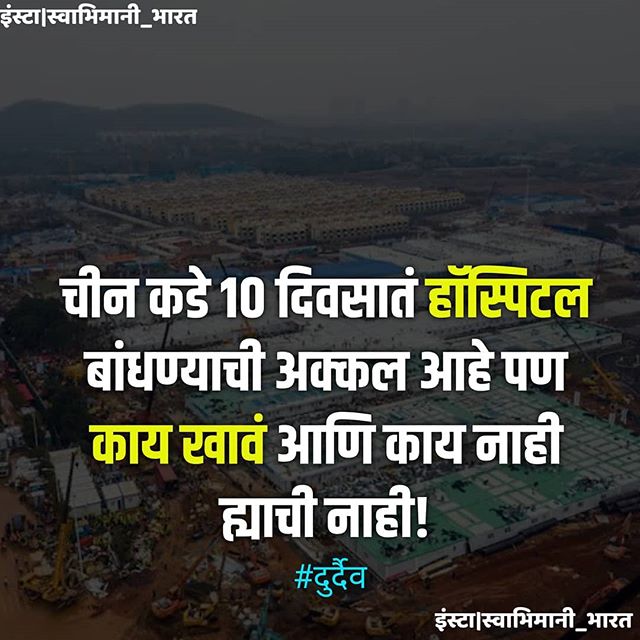 इंस्टा|स्वाभिमानी_भारत
चीन कडे 10 दिवसातं हॉस्पिटल
बांधण्याची अक्कल आहे पण
काय खावं आणि काय नाही
ह्याची नाही!
#दुर्दैव
इंस्टा|स्वाभिमानी_भारत